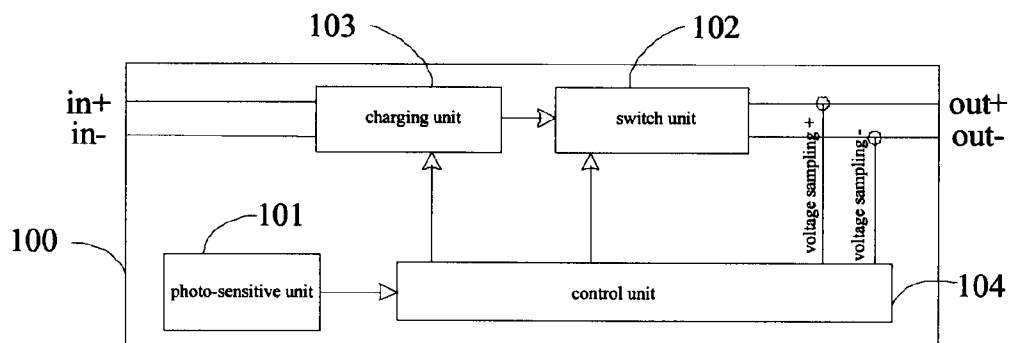 103
102
in+
charging unit
switch unit
out+
in-
out-
voltage sampling +
voltage sampling -
101
100
photo-sensitive unit
control unit
104